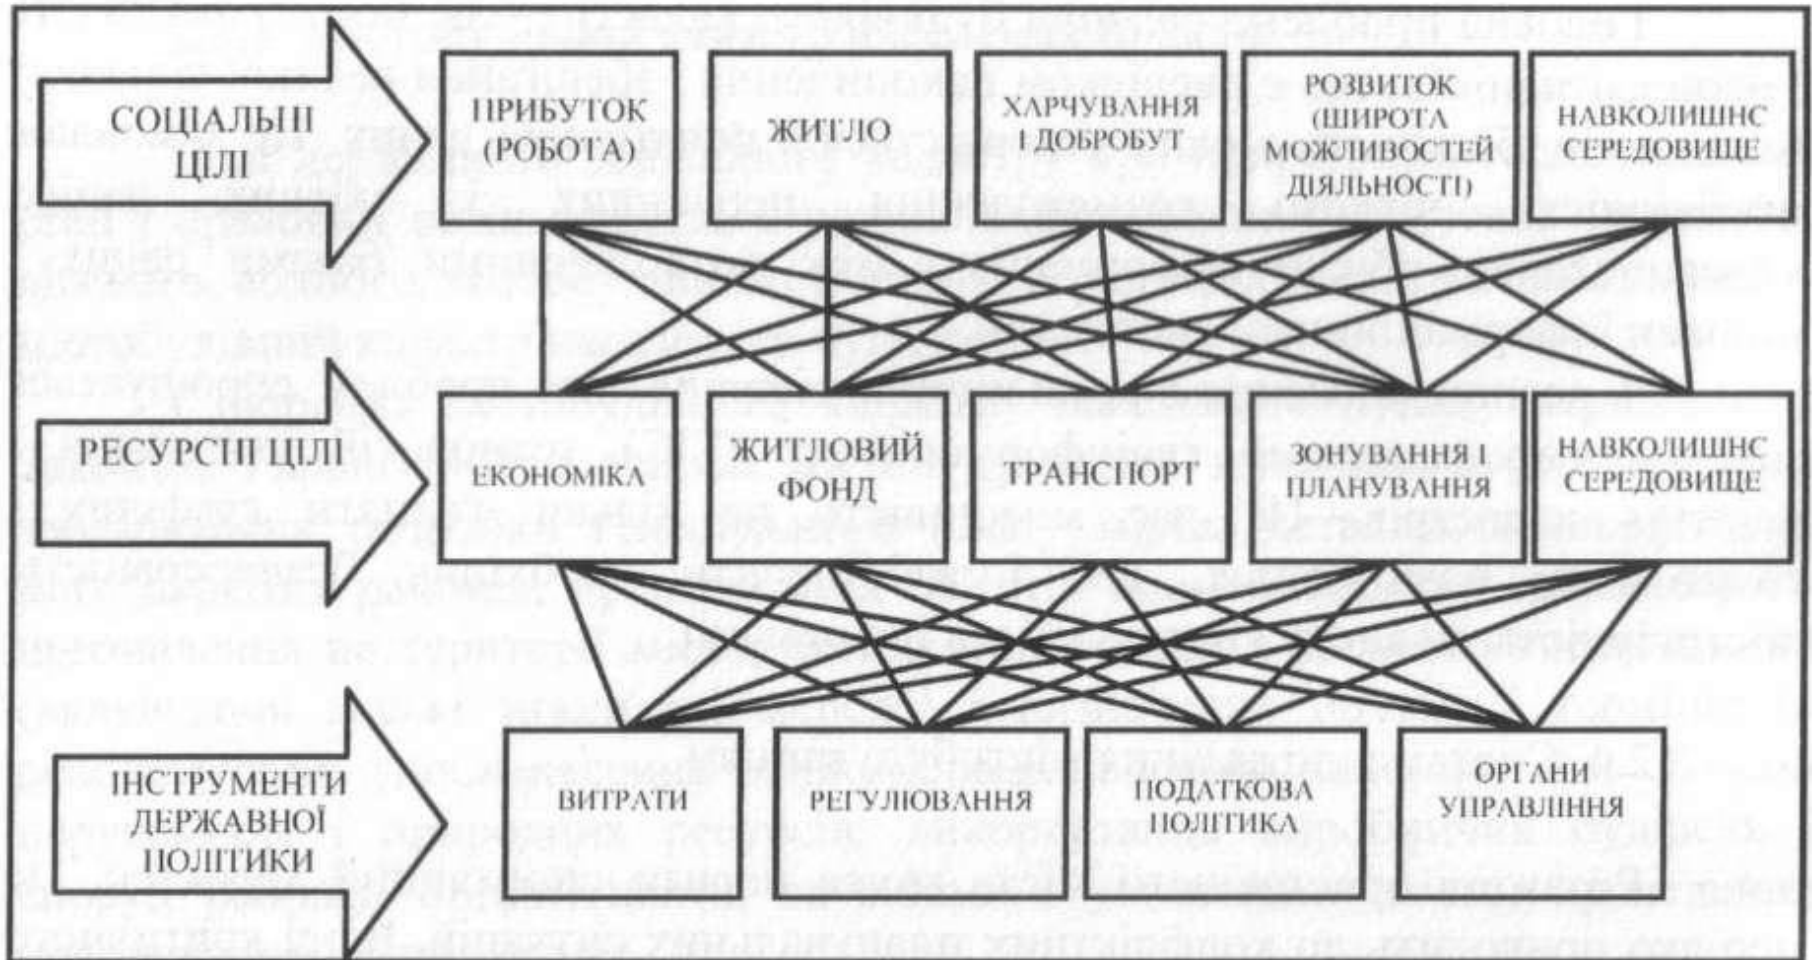 СОЦІАЛЬНІ
ЦІЛІ
ПРИБУТОК
(РОБОТА)
ЖИТЛО
ХАРЧУВАННЯ
І ДОБРОБУТ
РОЗВИТОК
(ШИРОТА
МОЖЛИВОСТЕЙ
ДІЯЛЬНОСТІ)
НАВКОЛИШНЄ
СЕРЕДОВИЩЕ
РЕСУРСНІ ЦІЛІ
ЕКОНОМІКА
ЖИТЛОВИЙ
ФОНД
ТРАНСПОРТ
ЗОНУВАННЯ І
ПЛАНУВАННЯ
НАВКОЛИШНЄ
СЕРЕДОВИЩЕ
ІНСТРУМЕНТИ
ДЕРЖАВНОЇ
ПОЛІТИКИ
ВИТРАТИ
РЕГУЛЮВАННЯ
ПОДАТКОВА
ПОЛІТИКА
ОРГАНИ
УПРАВЛІННЯ